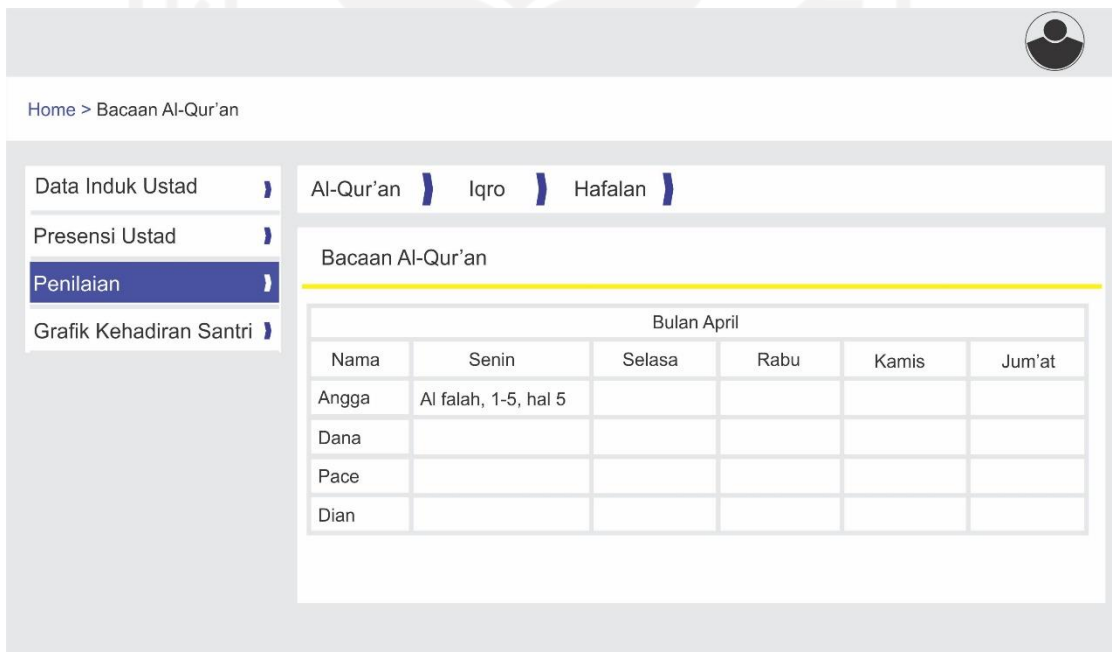 Home > Bacaan Al-Qur'an
Data Induk Ustad
Presensi Ustad
Penilaian
Grafik Kehadiran Santri
Al-Qur'an Iqro Hafalan
Bacaan Al-Qur'an
Bulan April
Nama Senin Selasa Rabu Kamis Jum'at
Angga Al falah, 1-5, hal 5
Dana
Pace
Dian